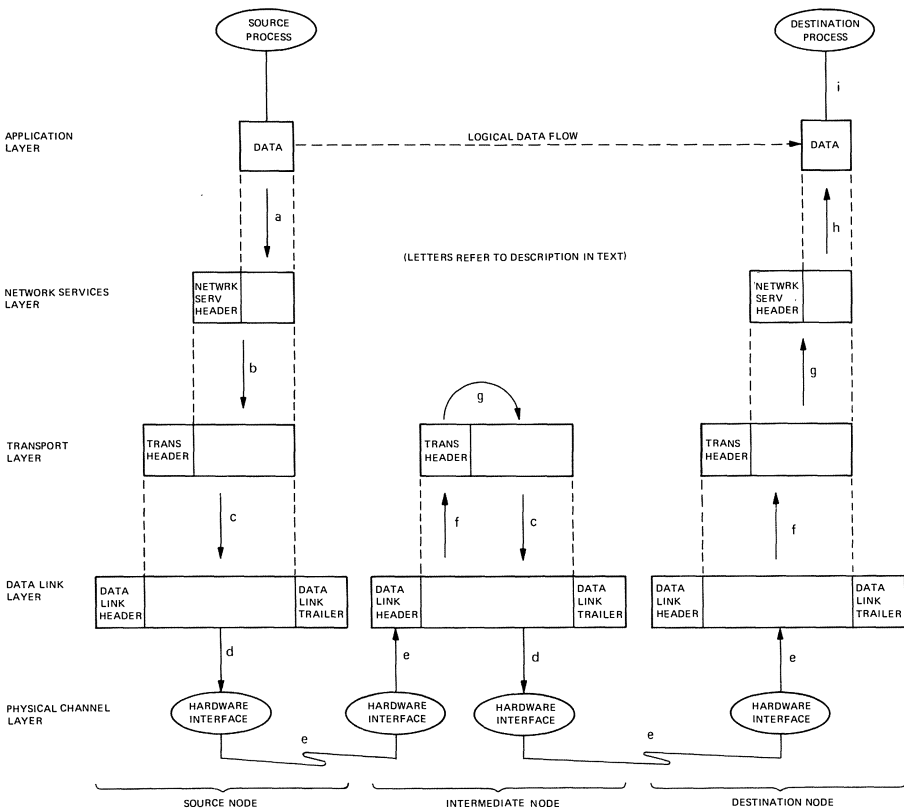 SOURCE
PROCESS
DESTINATION
PROCESS
i
APPLICATION
LAYER
DATA
LOGICAL DATA FLOW
DATA
a
h
(LETTERS REFER TO DESCRIPTION IN TEXT)
NETWORK SERVICES
LAYER
NETWRK
SERV
HEADER
NETWRK
SERV
HEADER
b
g
g
TRANSPORT
LAYER
TRANS
HEADER
TRANS
HEADER
TRANS
HEADER
c
f
c
f
DATA LINK
LAYER
DATA
LINK
HEADER
DATA
LINK
TRAILER
DATA
LINK
HEADER
DATA
LINK
TRAILER
DATA
LINK
HEADER
DATA
LINK
TRAILER
d
e
d
e
PHYSICAL CHANNEL
LAYER
HARDWARE
INTERFACE
HARDWARE
INTERFACE
HARDWARE
INTERFACE
HARDWARE
INTERFACE
e
e
SOURCE NODE
INTERMEDIATE NODE
DESTINATION NODE